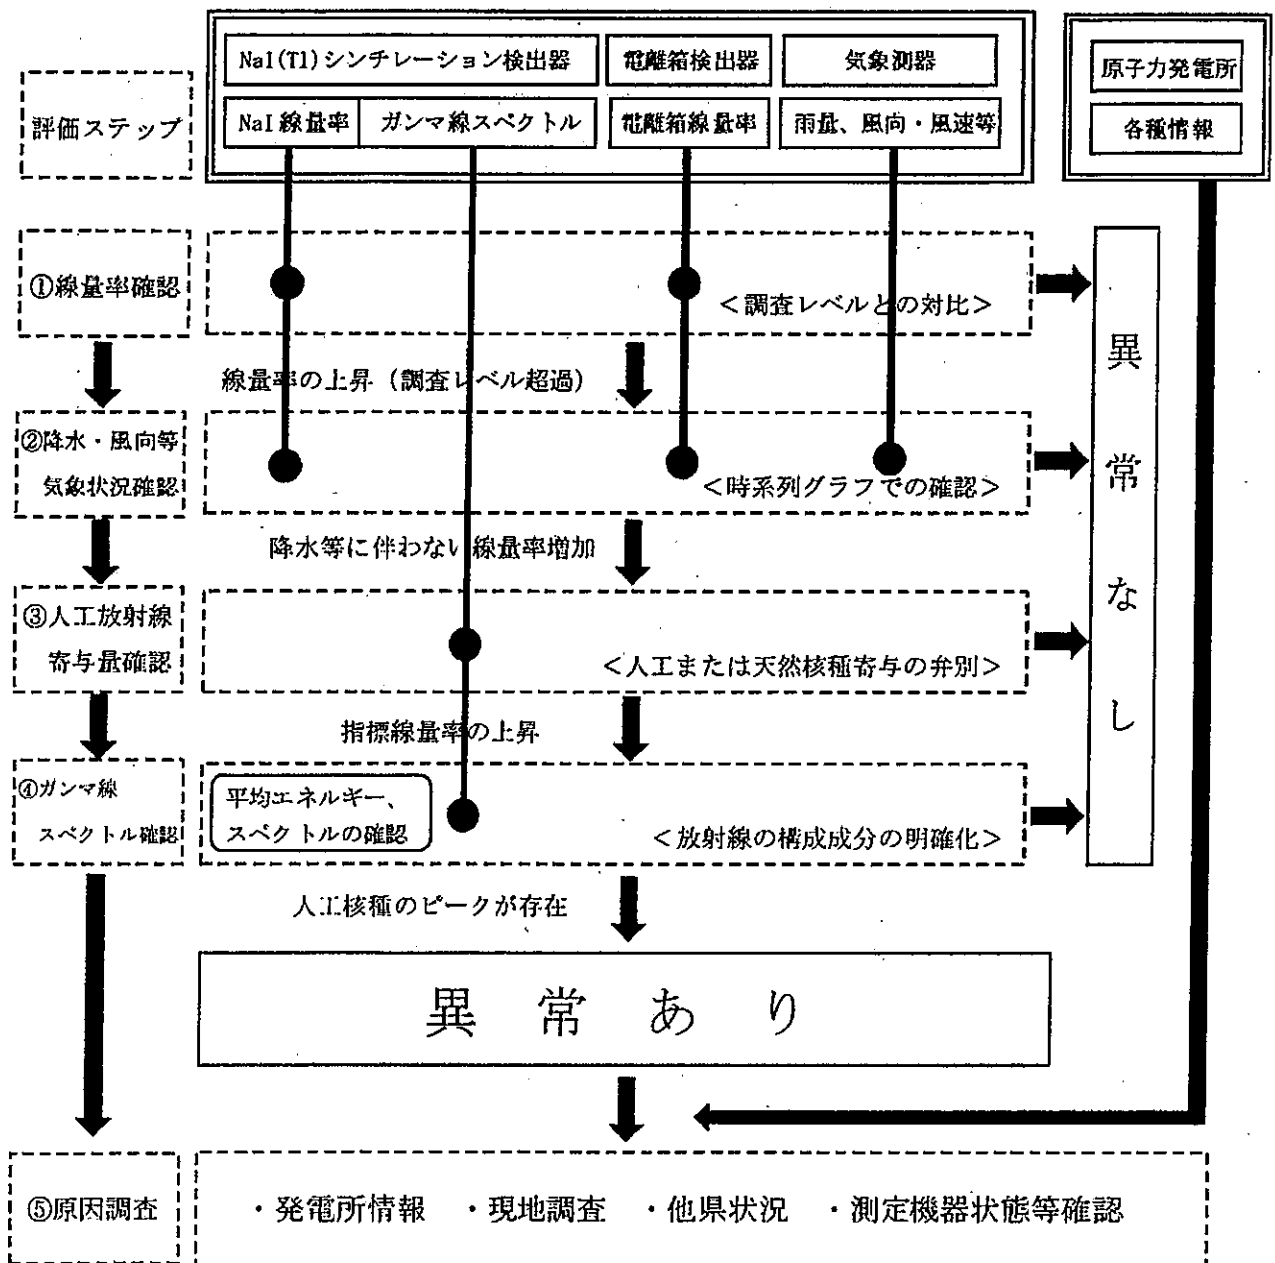 NaI(Tl)シンチレーション検出器
電離箱検出器
気象測器
原子力発電所
評価ステップ
NaI 線量率
ガンマ線スペクトル
電離箱線量率
雨量、風向・風速等
各種情報
①線量率確認
<調査レベルとの対比>
異常なし
線量率の上昇(調査レベル超過)
②降水・風向等
気象状況確認
<時系列グラフでの確認>
降水等に伴わない線量率増加
③人工放射線
寄与量確認
<人工または天然核種寄与の弁別>
指標線量率の上昇
④ガンマ線
スペクトル確認
平均エネルギー、
スペクトルの確認
<放射線の構成成分の明確化>
人工核種のピークが存在
異常あり
⑤原因調査
・発電所情報 ・現地調査 ・他県状況 ・測定機器状態等確認